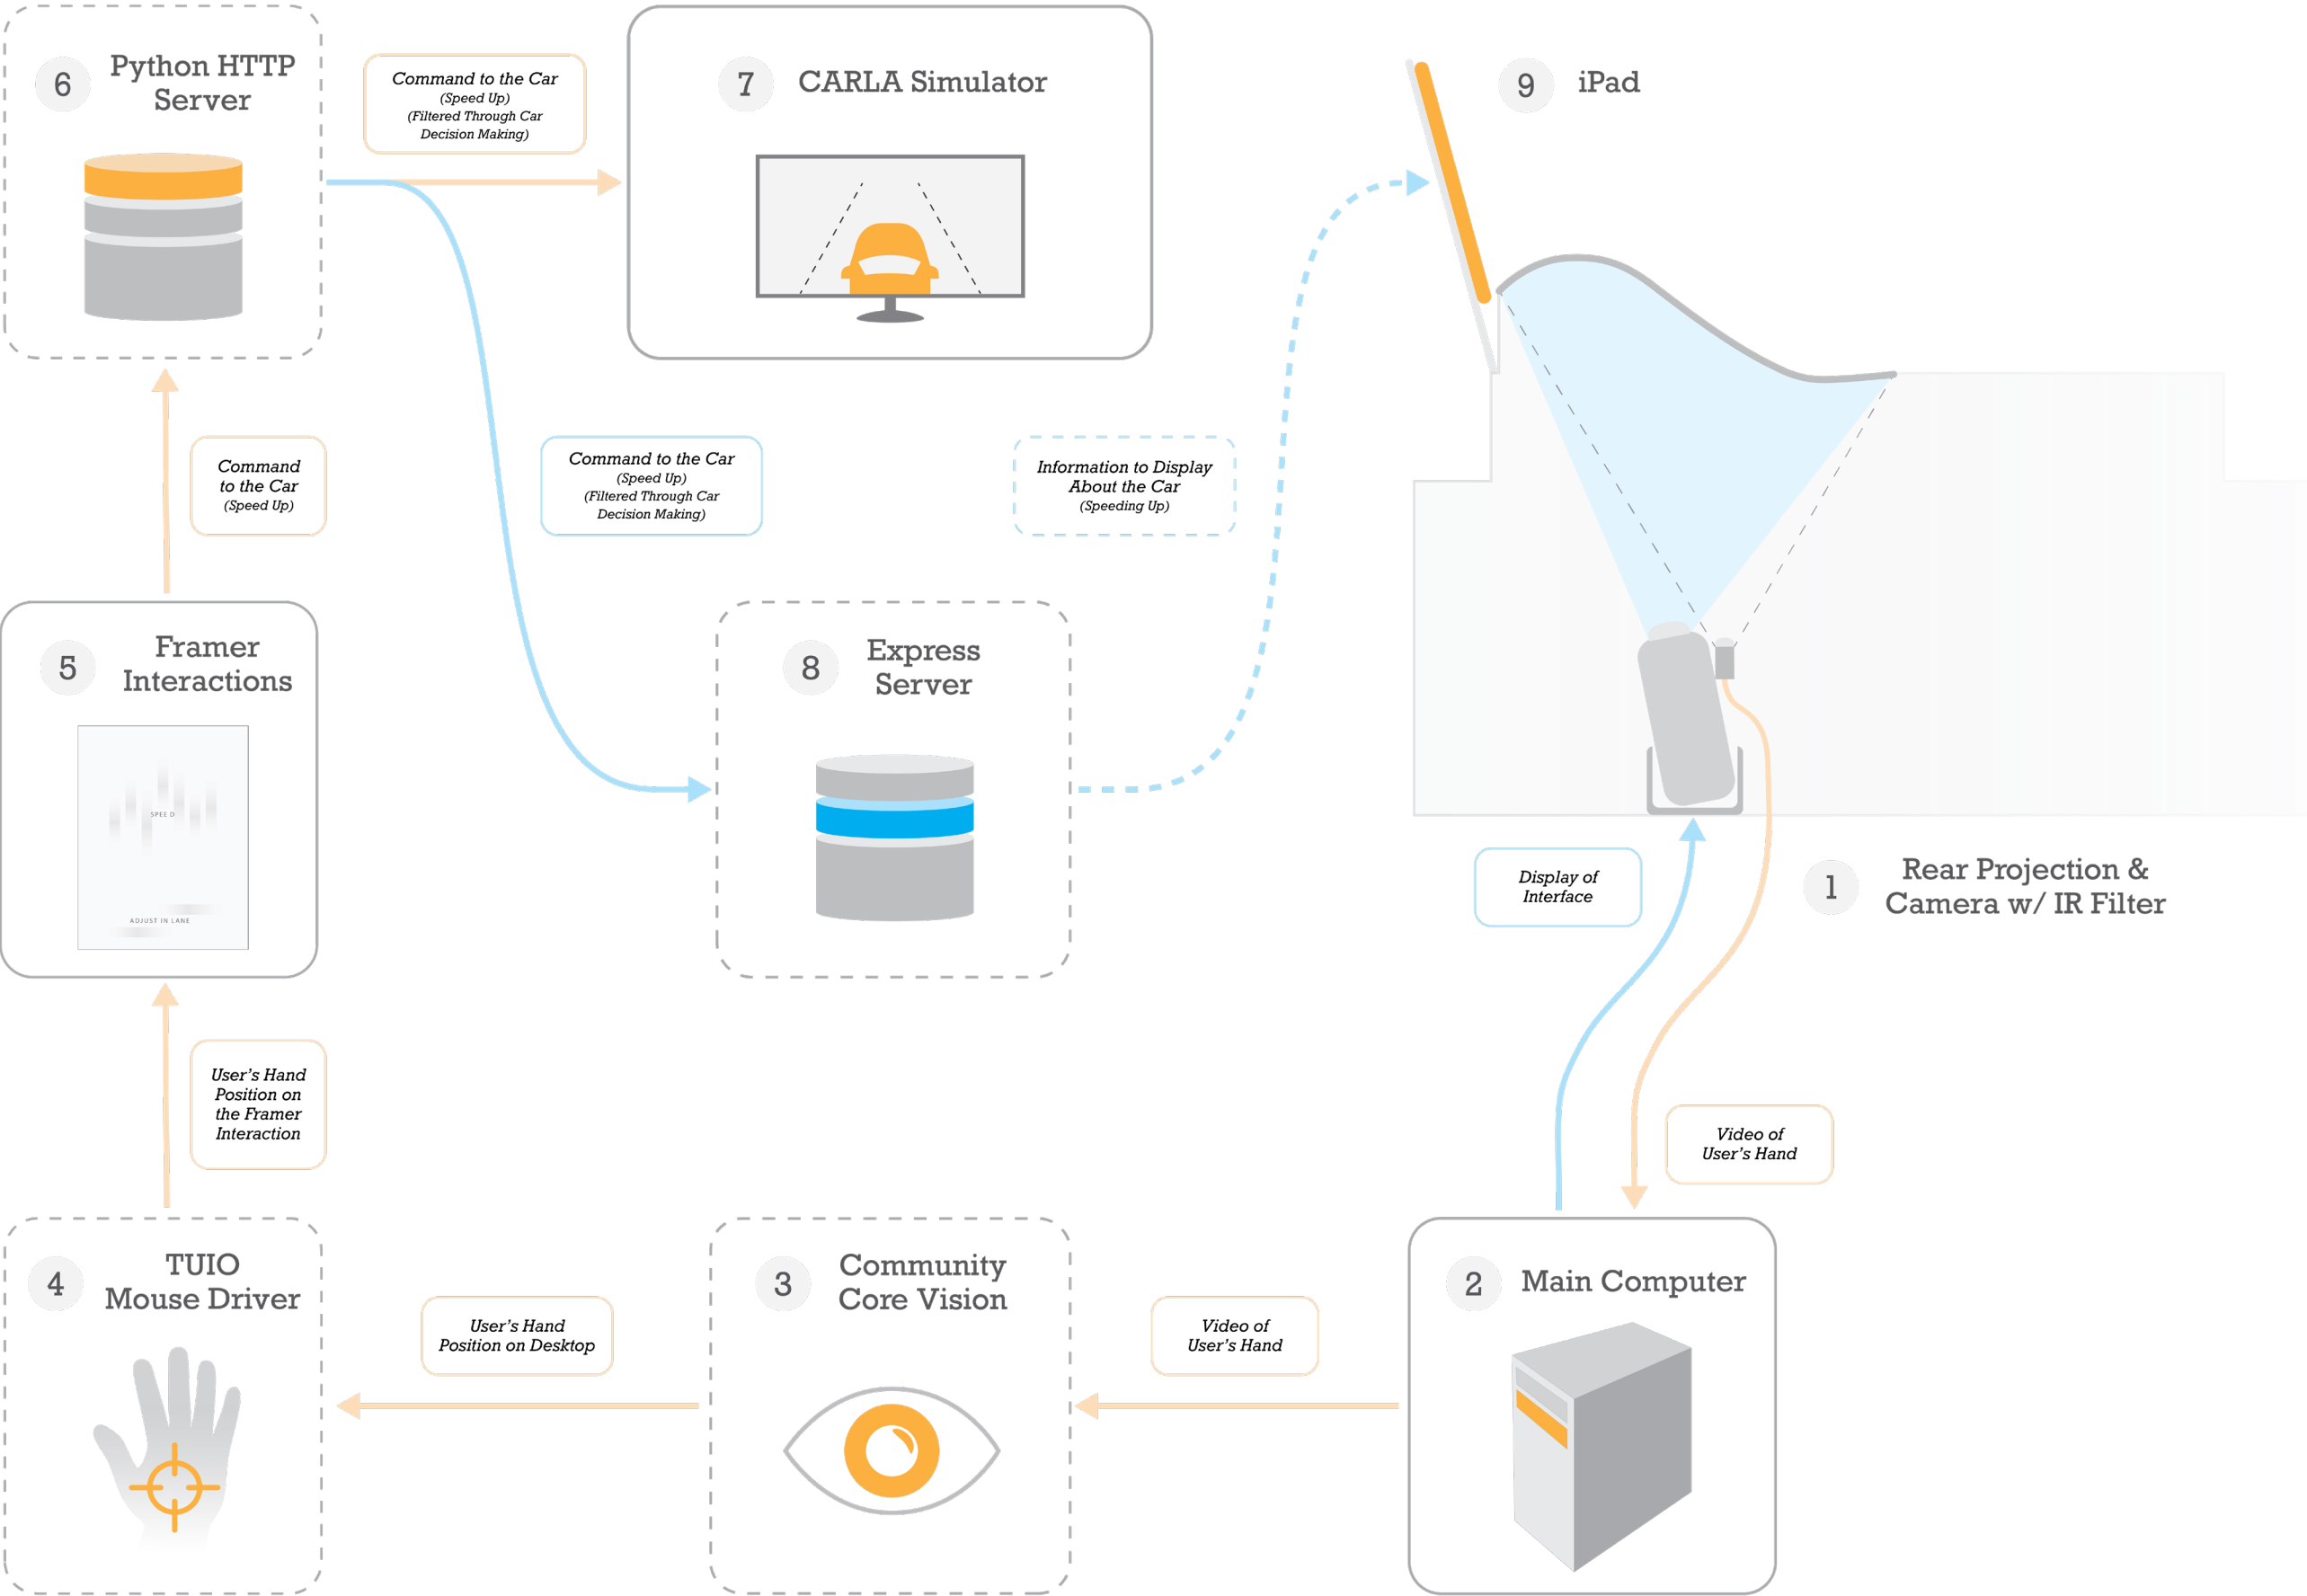 6
Python HTTP
Server
Command to the Car
(Speed Up)
(Filtered Through Car
Decision Making)
7
CARLA Simulator
9
iPad
Command
to the Car
(Speed Up)
Command to the Car
(Speed Up)
(Filtered Through Car
Decision Making)
Information to Display
About the Car
(Speeding Up)
5
Framer
Interactions
SPEED
ADJUST IN LANE
8
Express
Server
Display of
Interface
1
Rear Projection &
Camera w/ IR Filter
User's Hand
Position on
the Framer
Interaction
Video of
User's Hand
4
TUIO
Mouse Driver
User's Hand
Position on Desktop
3
Community
Core Vision
Video of
User's Hand
2
Main Computer